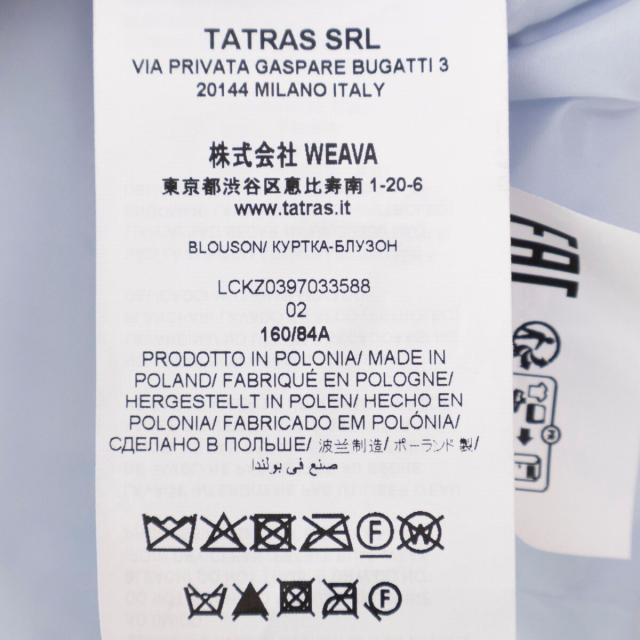 TATRAS SRL
VIA PRIVATA GASPARE BUGATTI 3
20144 MILANO ITALY
株式会社 WEAVA
東京都渋谷区恵比寿南 1-20-6
www.tatras.it
BLOUSON/ КУРТКА-БЛУЗОН
LCKZ0397033588
02
160/84A
PRODOTTO IN POLONIA/ MADE IN
POLAND/ FABRIQUÉ EN POLOGNE/
HERGESTELLT IN POLEN/ HECHO EN
POLONIA/ FABRICADO EM POLÓNIA/
СДЕЛАНО В ПОЛЬШЕ/ 波兰制造/ ポーランド製/
صنع في بولندا
F W
F
EAC